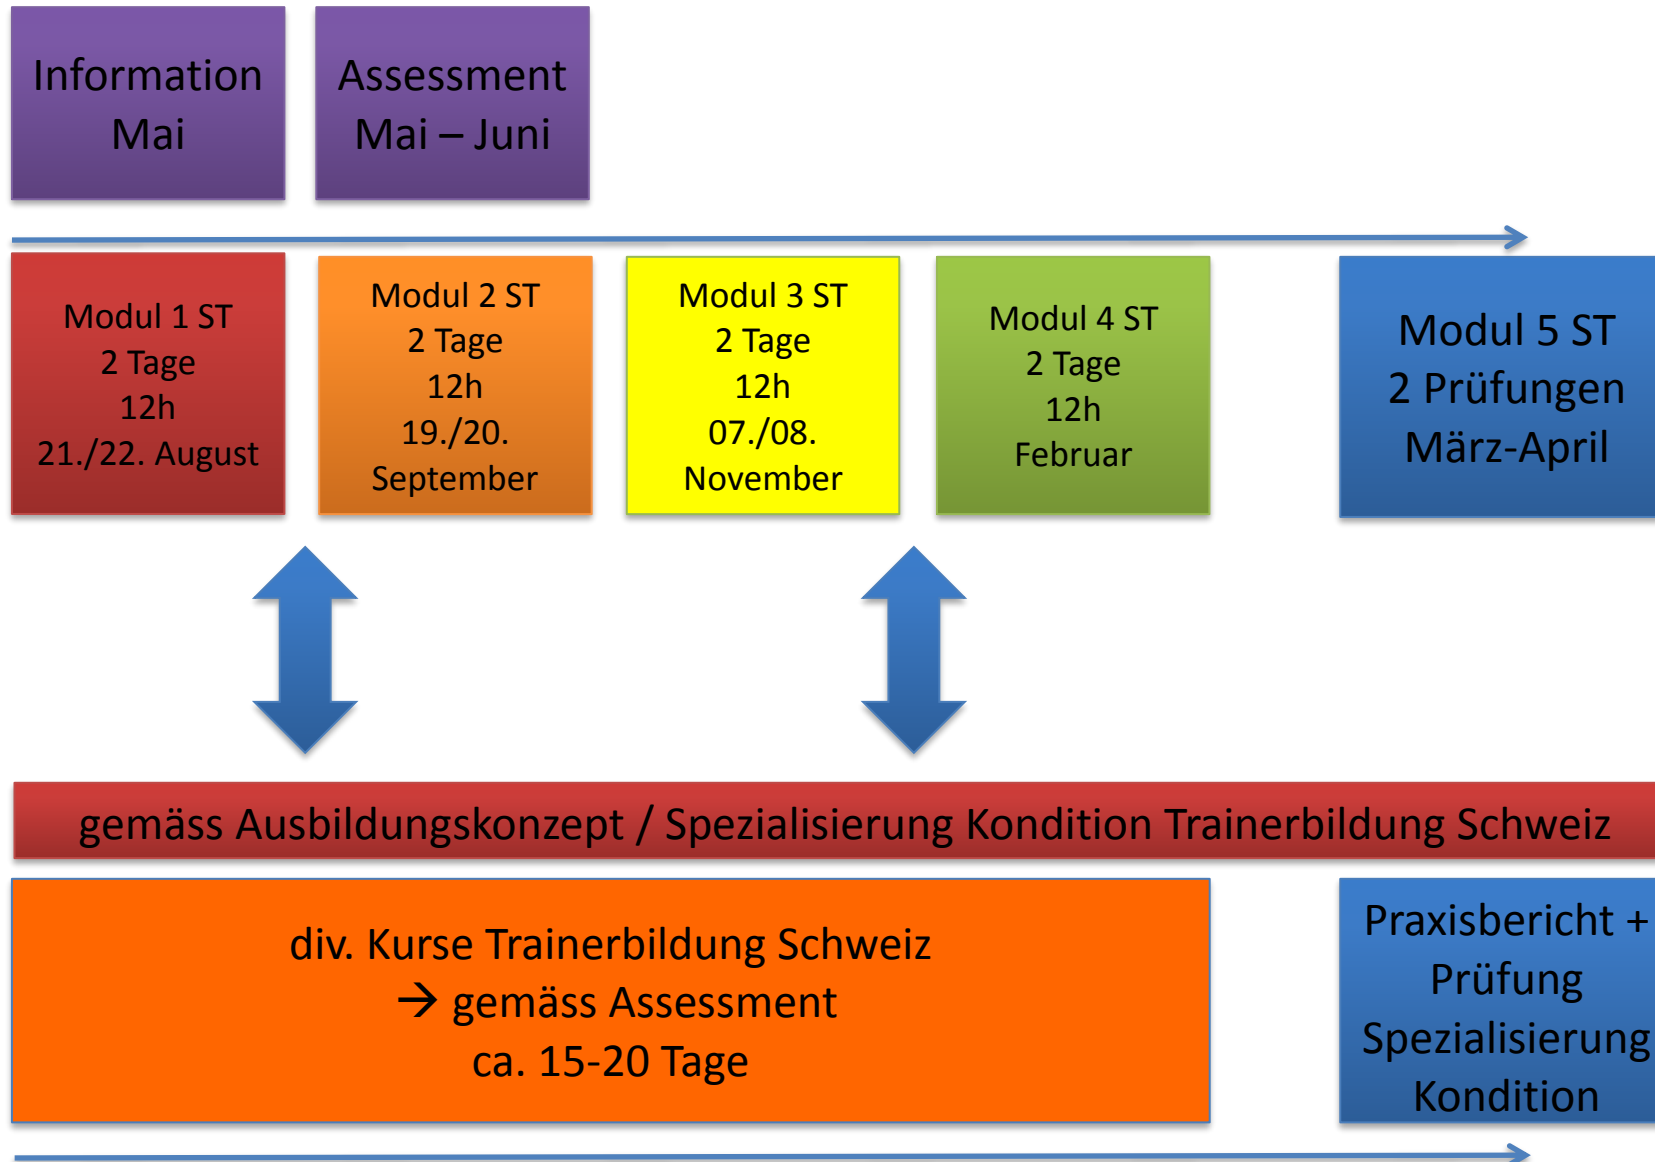 Information
Mai
Assessment
Mai – Juni
Modul 1 ST
2 Tage
12h
21./22. August
Modul 2 ST
2 Tage
12h
19./20.
September
Modul 3 ST
2 Tage
12h
07./08.
November
Modul 4 ST
2 Tage
12h
Februar
Modul 5 ST
2 Prüfungen
März-April
gemäss Ausbildungskonzept / Spezialisierung Kondition Trainerbildung Schweiz
div. Kurse Trainerbildung Schweiz
→ gemäss Assessment
ca. 15-20 Tage
Praxisbericht +
Prüfung
Spezialisierung
Kondition